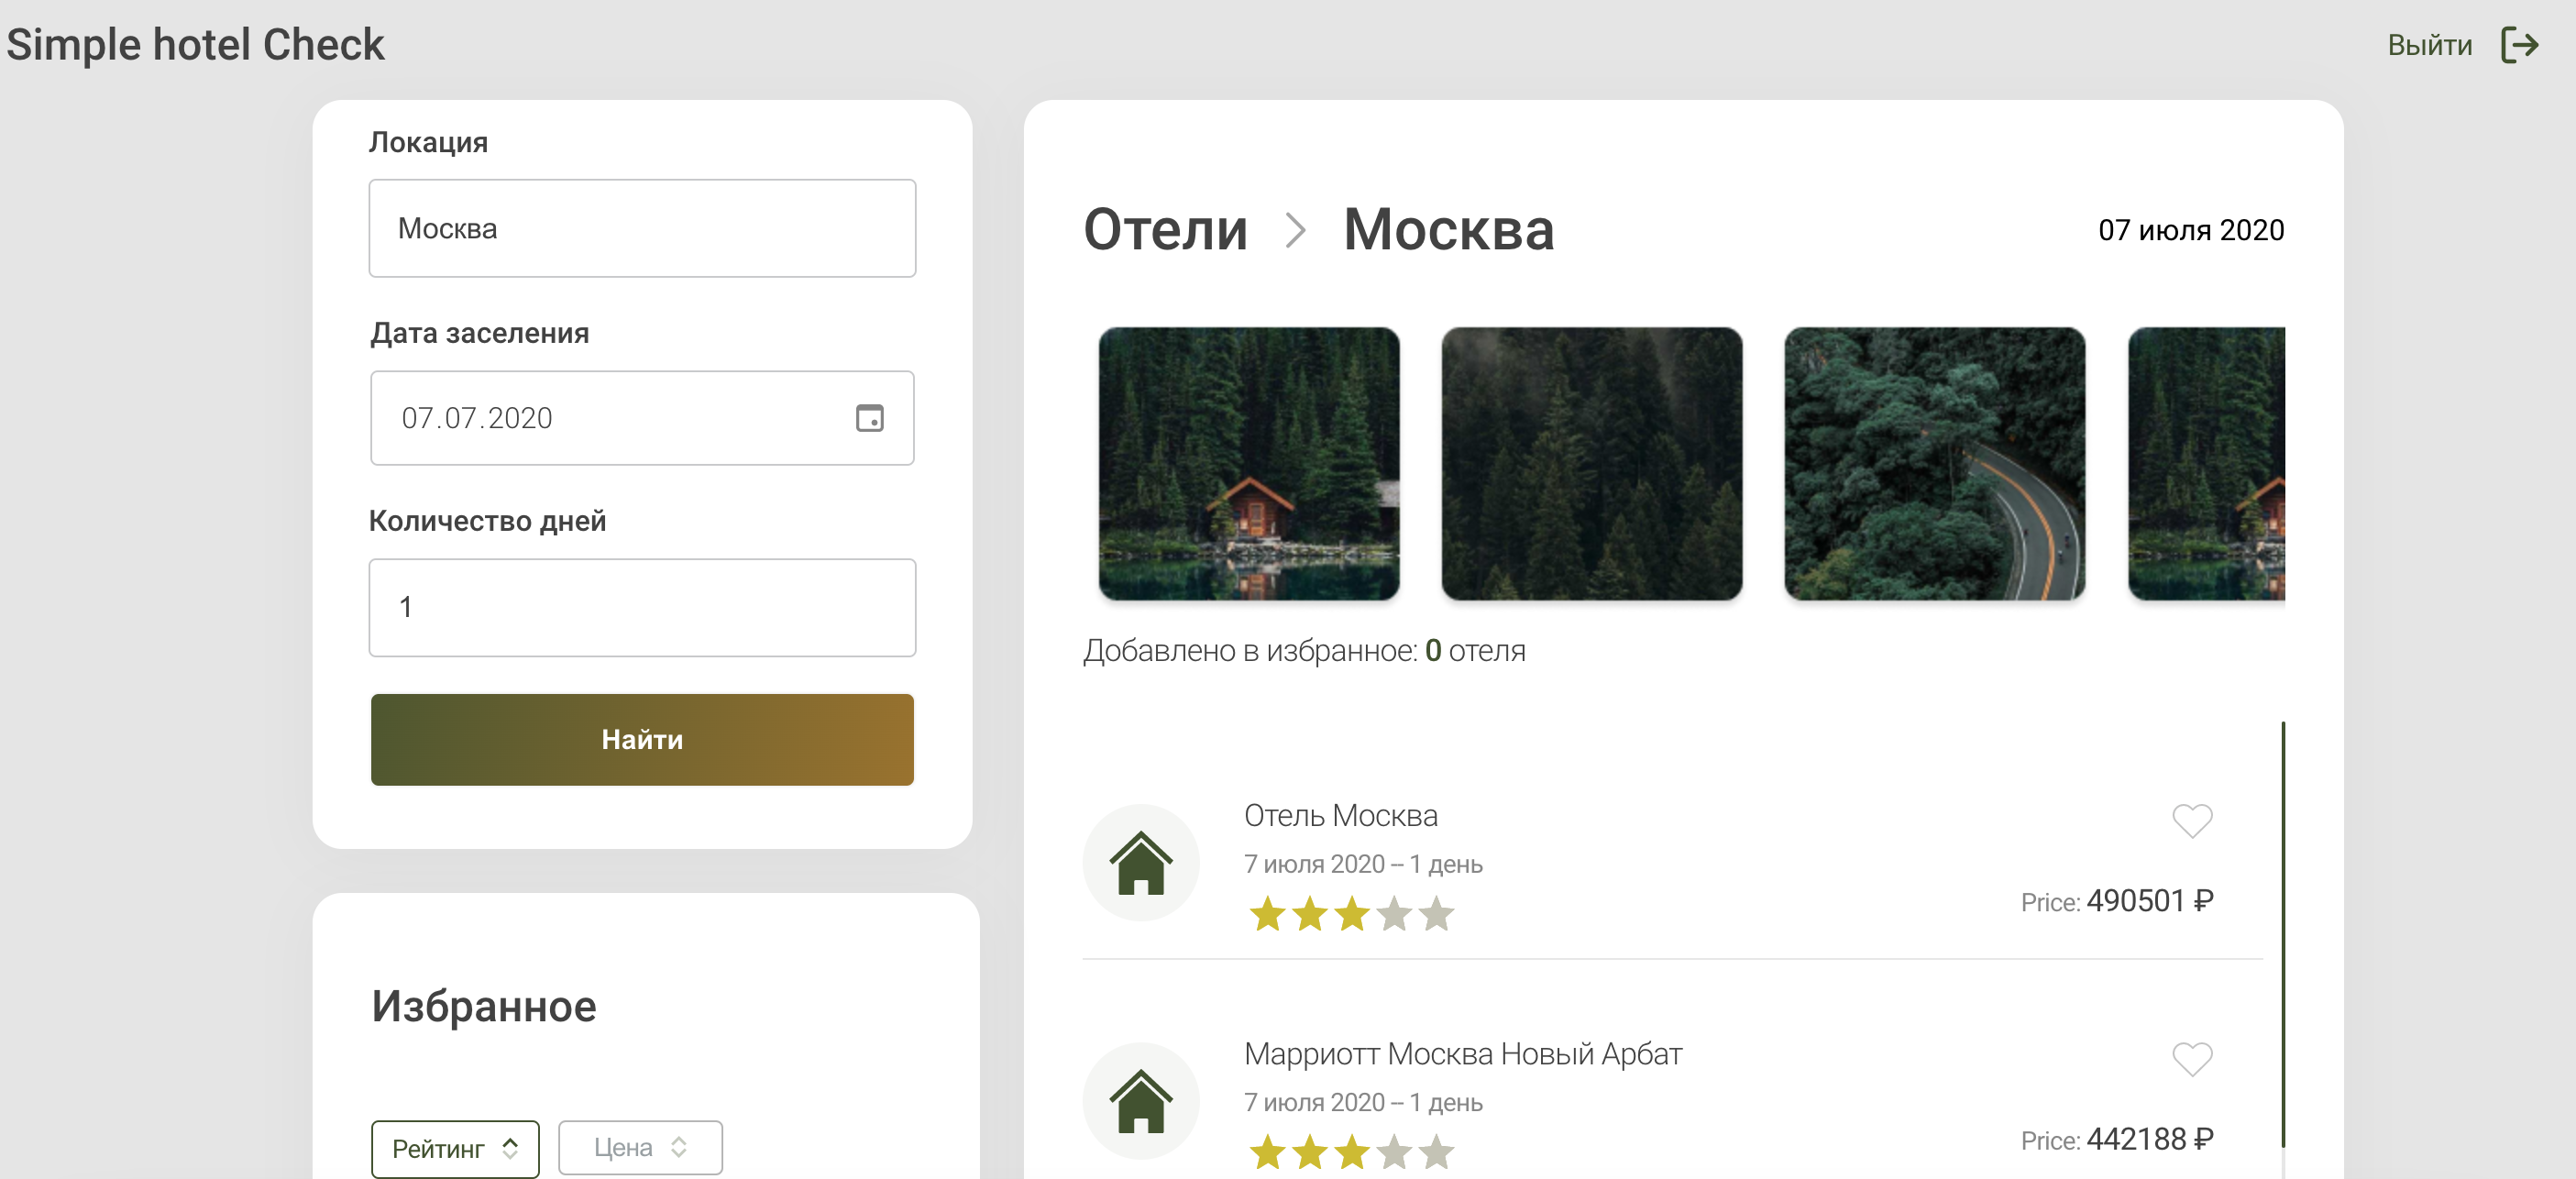 Simple hotel Check
Выйти
Локация
Москва
Дата заселения
07.07.2020
Количество дней
1
Найти
Избранное
Рейтинг
Цена
Отели > Москва
07 июля 2020
Добавлено в избранное: 0 отеля
Отель Москва
7 июля 2020 – 1 день
Price: 490501 ₽
Марриотт Москва Новый Арбат
7 июля 2020 – 1 день
Price: 442188 ₽